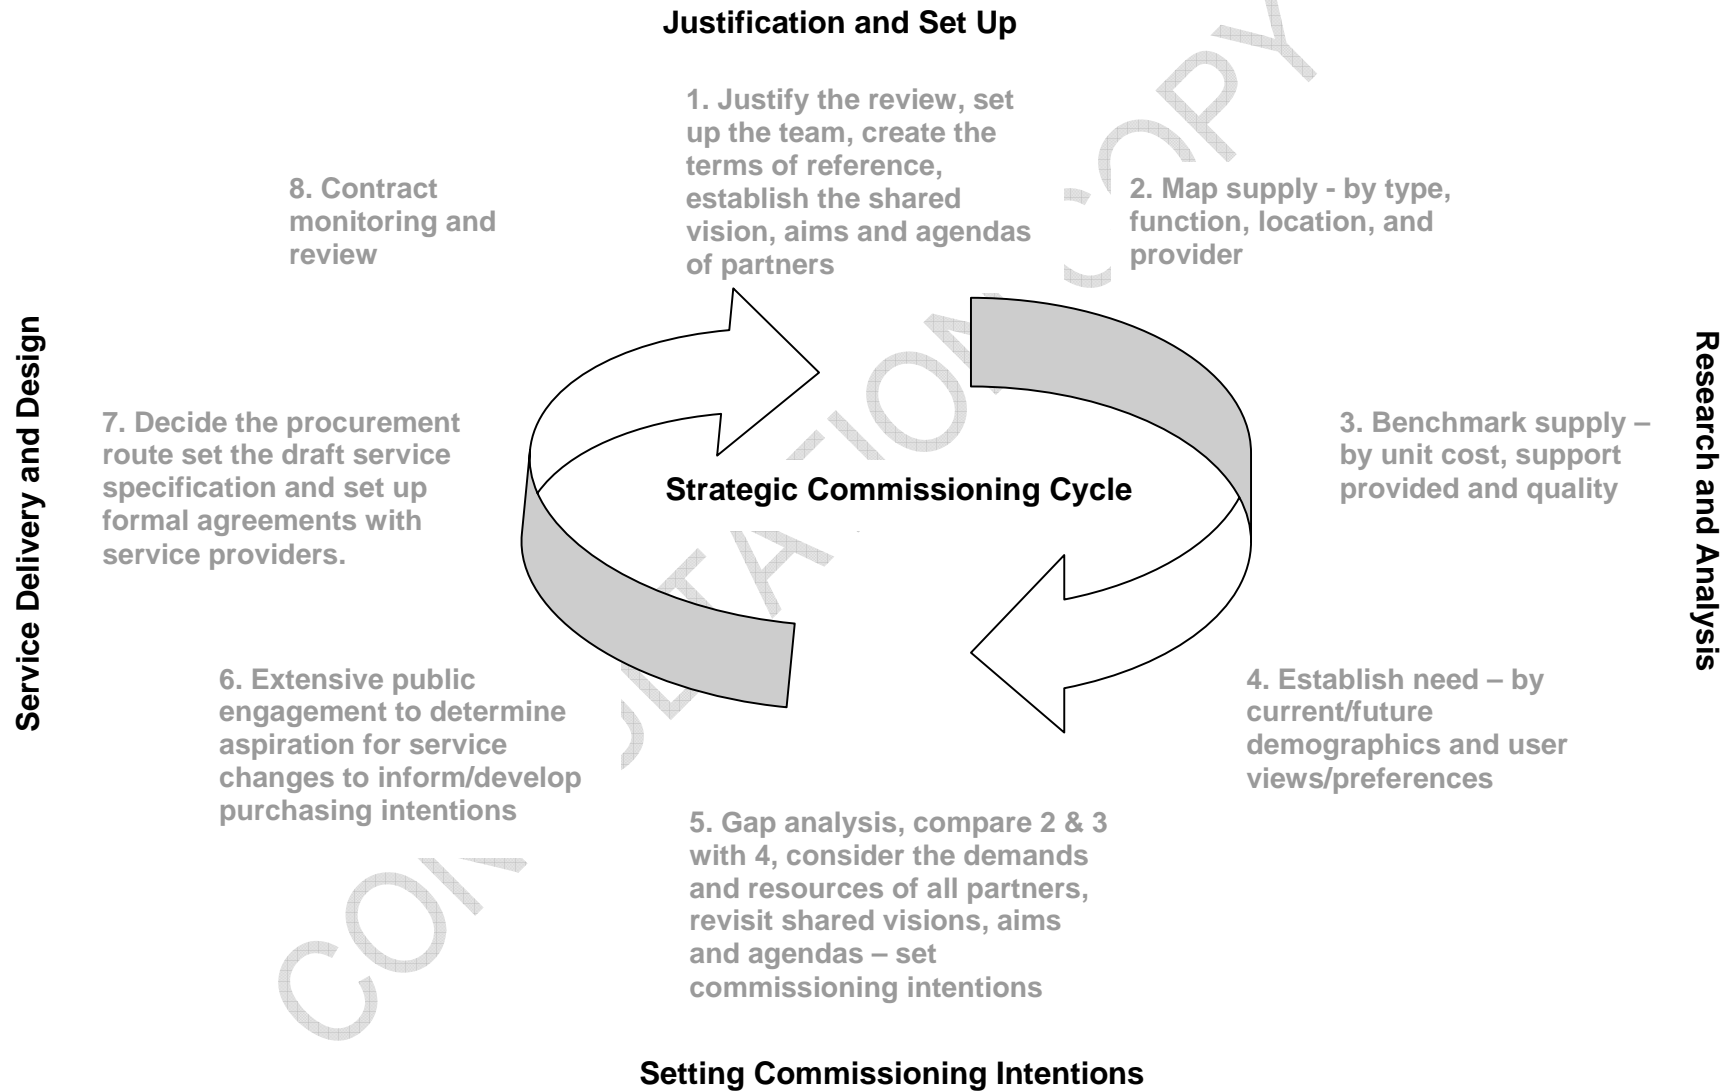 Justification and Set Up
1. Justify the review, set
up the team, create the
terms of reference,
establish the shared
vision, aims and agendas
of partners
2. Map supply - by type,
function, location, and
provider
3. Benchmark supply –
by unit cost, support
provided and quality
Research and Analysis
4. Establish need – by
current/future
demographics and user
views/preferences
5. Gap analysis, compare 2 & 3
with 4, consider the demands
and resources of all partners,
revisit shared visions, aims
and agendas – set
commissioning intentions
Setting Commissioning Intentions
6. Extensive public
engagement to determine
aspiration for service
changes to inform/develop
purchasing intentions
7. Decide the procurement
route set the draft service
specification and set up
formal agreements with
service providers.
Service Delivery and Design
8. Contract
monitoring and
review
Strategic Commissioning Cycle
CONSULTATION COPY